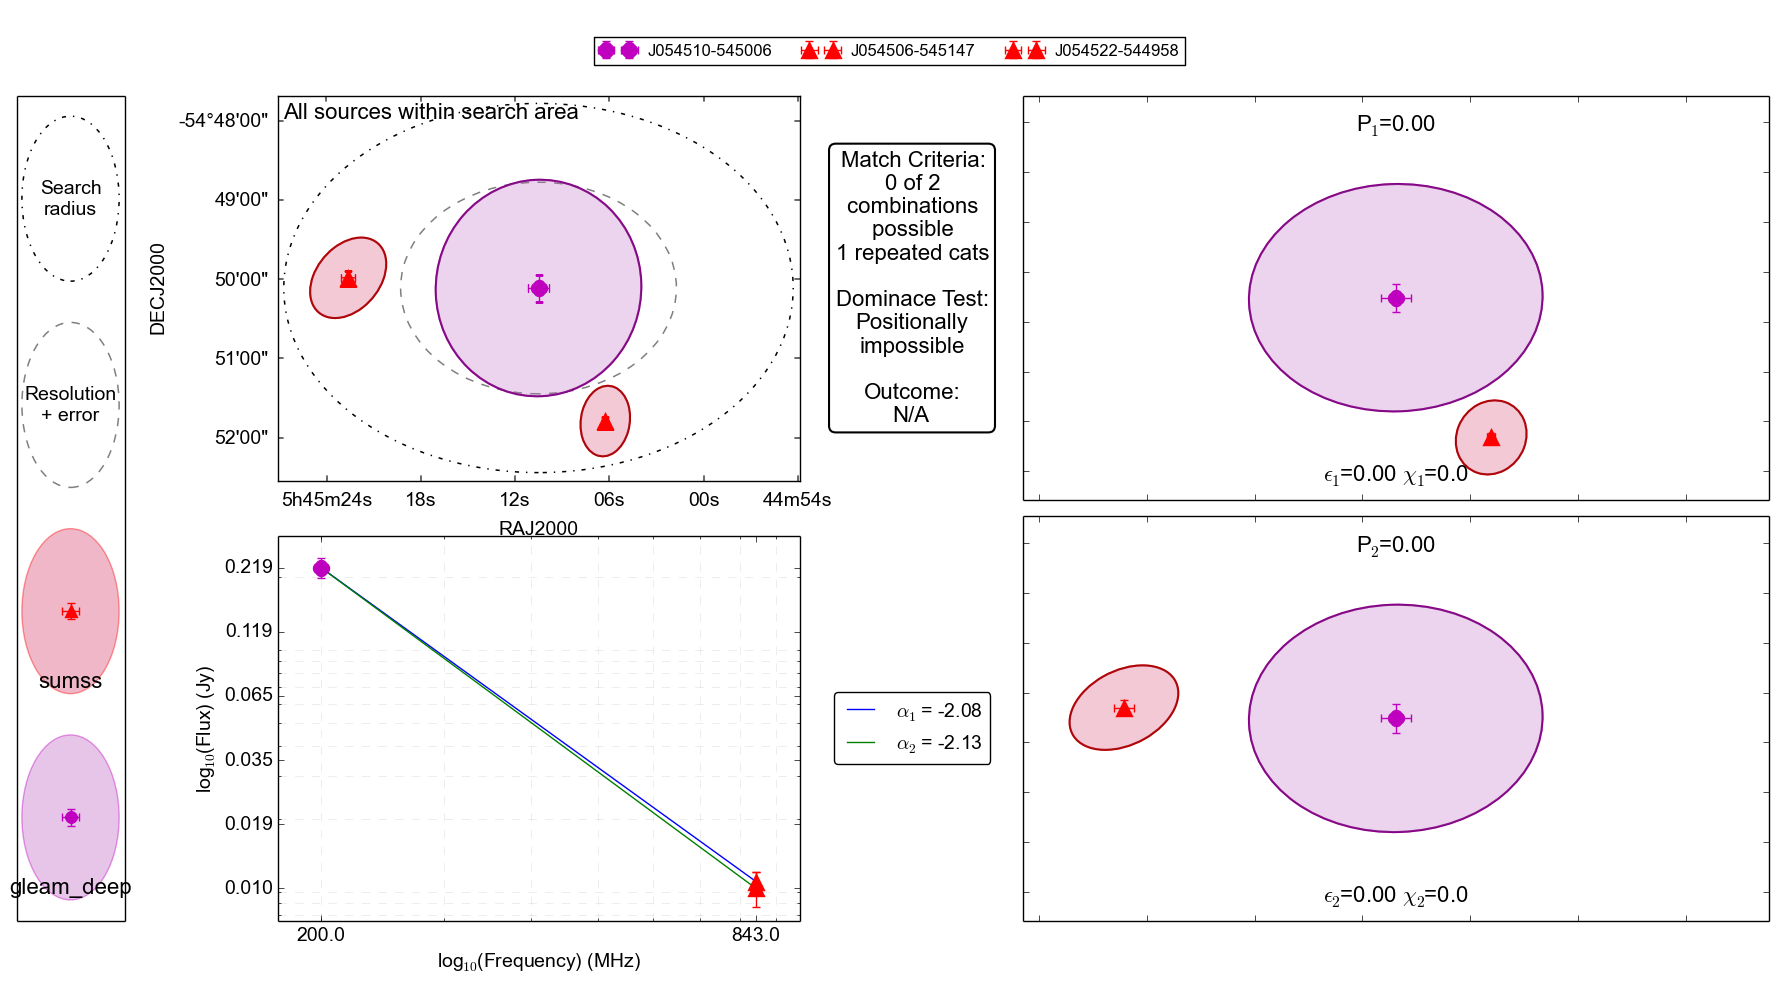 J054510-545006
J054506-545147
J054522-544958
Search
radius
Resolution
+ error
sumss
gleam_deep
All sources within search area
DECJ2000
-54°48'00"
49'00"
50'00"
51'00"
52'00"
5h45m24s
18s
12s
06s
00s
44m54s
RAJ2000
Match Criteria:
0 of 2
combinations
possible
1 repeated cats
Dominace Test:
Positionally
impossible
Outcome:
N/A
log₁₀(Flux) (Jy)
0.219
0.119
0.065
0.035
0.019
0.010
200.0
843.0
log₁₀(Frequency) (MHz)
α₁ = -2.08
α₂ = -2.13
P₁=0.00
ϵ₁=0.00 χ₁=0.0
P₂=0.00
ϵ₂=0.00 χ₂=0.0